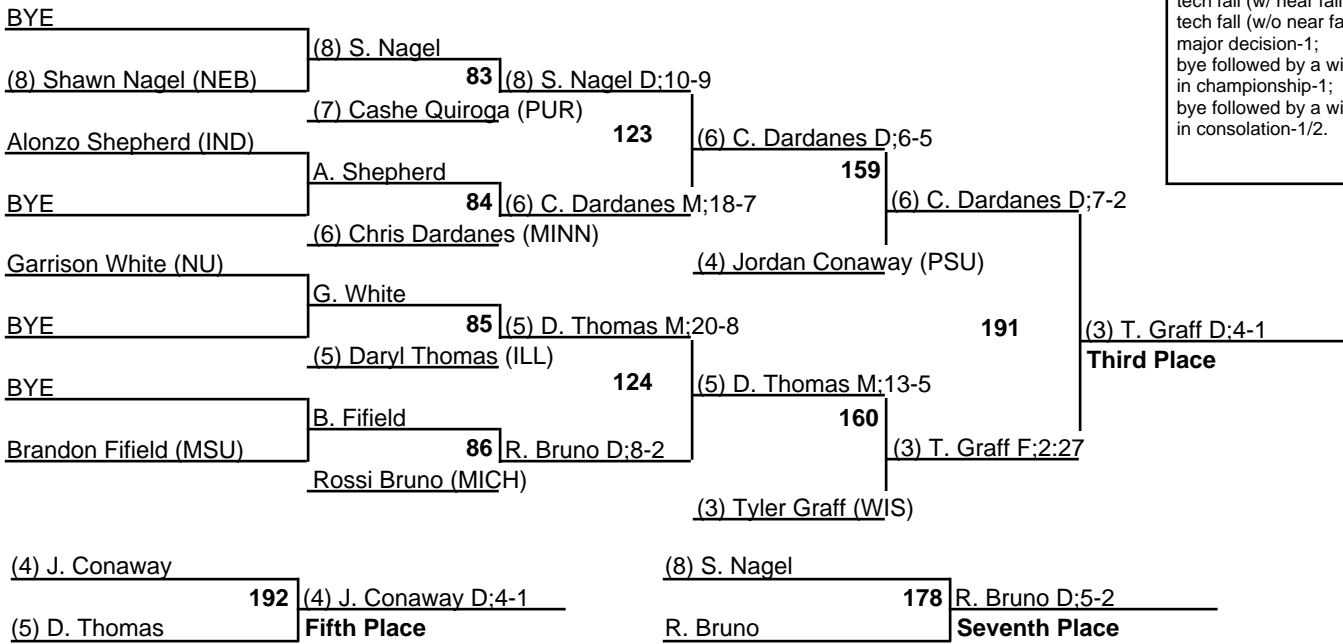 tech fall (w/ near fall
tech fall (w/o near fa
major decision-1;
bye followed by a wi
in championship-1;
bye followed by a wi
in consolation-1/2.
BYE
(8) S. Nagel
(8) Shawn Nagel (NEB)
83 (8) S. Nagel D;10-9
(7) Cashe Quiroga (PUR)
123
(6) C. Dardanes D;6-5
Alonzo Shepherd (IND)
A. Shepherd
159
BYE
84 (6) C. Dardanes M;18-7
(6) C. Dardanes D;7-2
(6) Chris Dardanes (MINN)
Garrison White (NU)
(4) Jordan Conaway (PSU)
G. White
BYE
85 (5) D. Thomas M;20-8
191
(3) T. Graff D;4-1
Third Place
(5) Daryl Thomas (ILL)
124
BYE
(5) D. Thomas M;13-5
B. Fifield
160
Brandon Fifield (MSU)
86 R. Bruno D;8-2
(3) T. Graff F;2:27
Rossi Bruno (MICH)
(3) Tyler Graff (WIS)
(4) J. Conaway
192 (4) J. Conaway D;4-1
(5) D. Thomas
Fifth Place
(8) S. Nagel
178 R. Bruno D;5-2
R. Bruno
Seventh Place